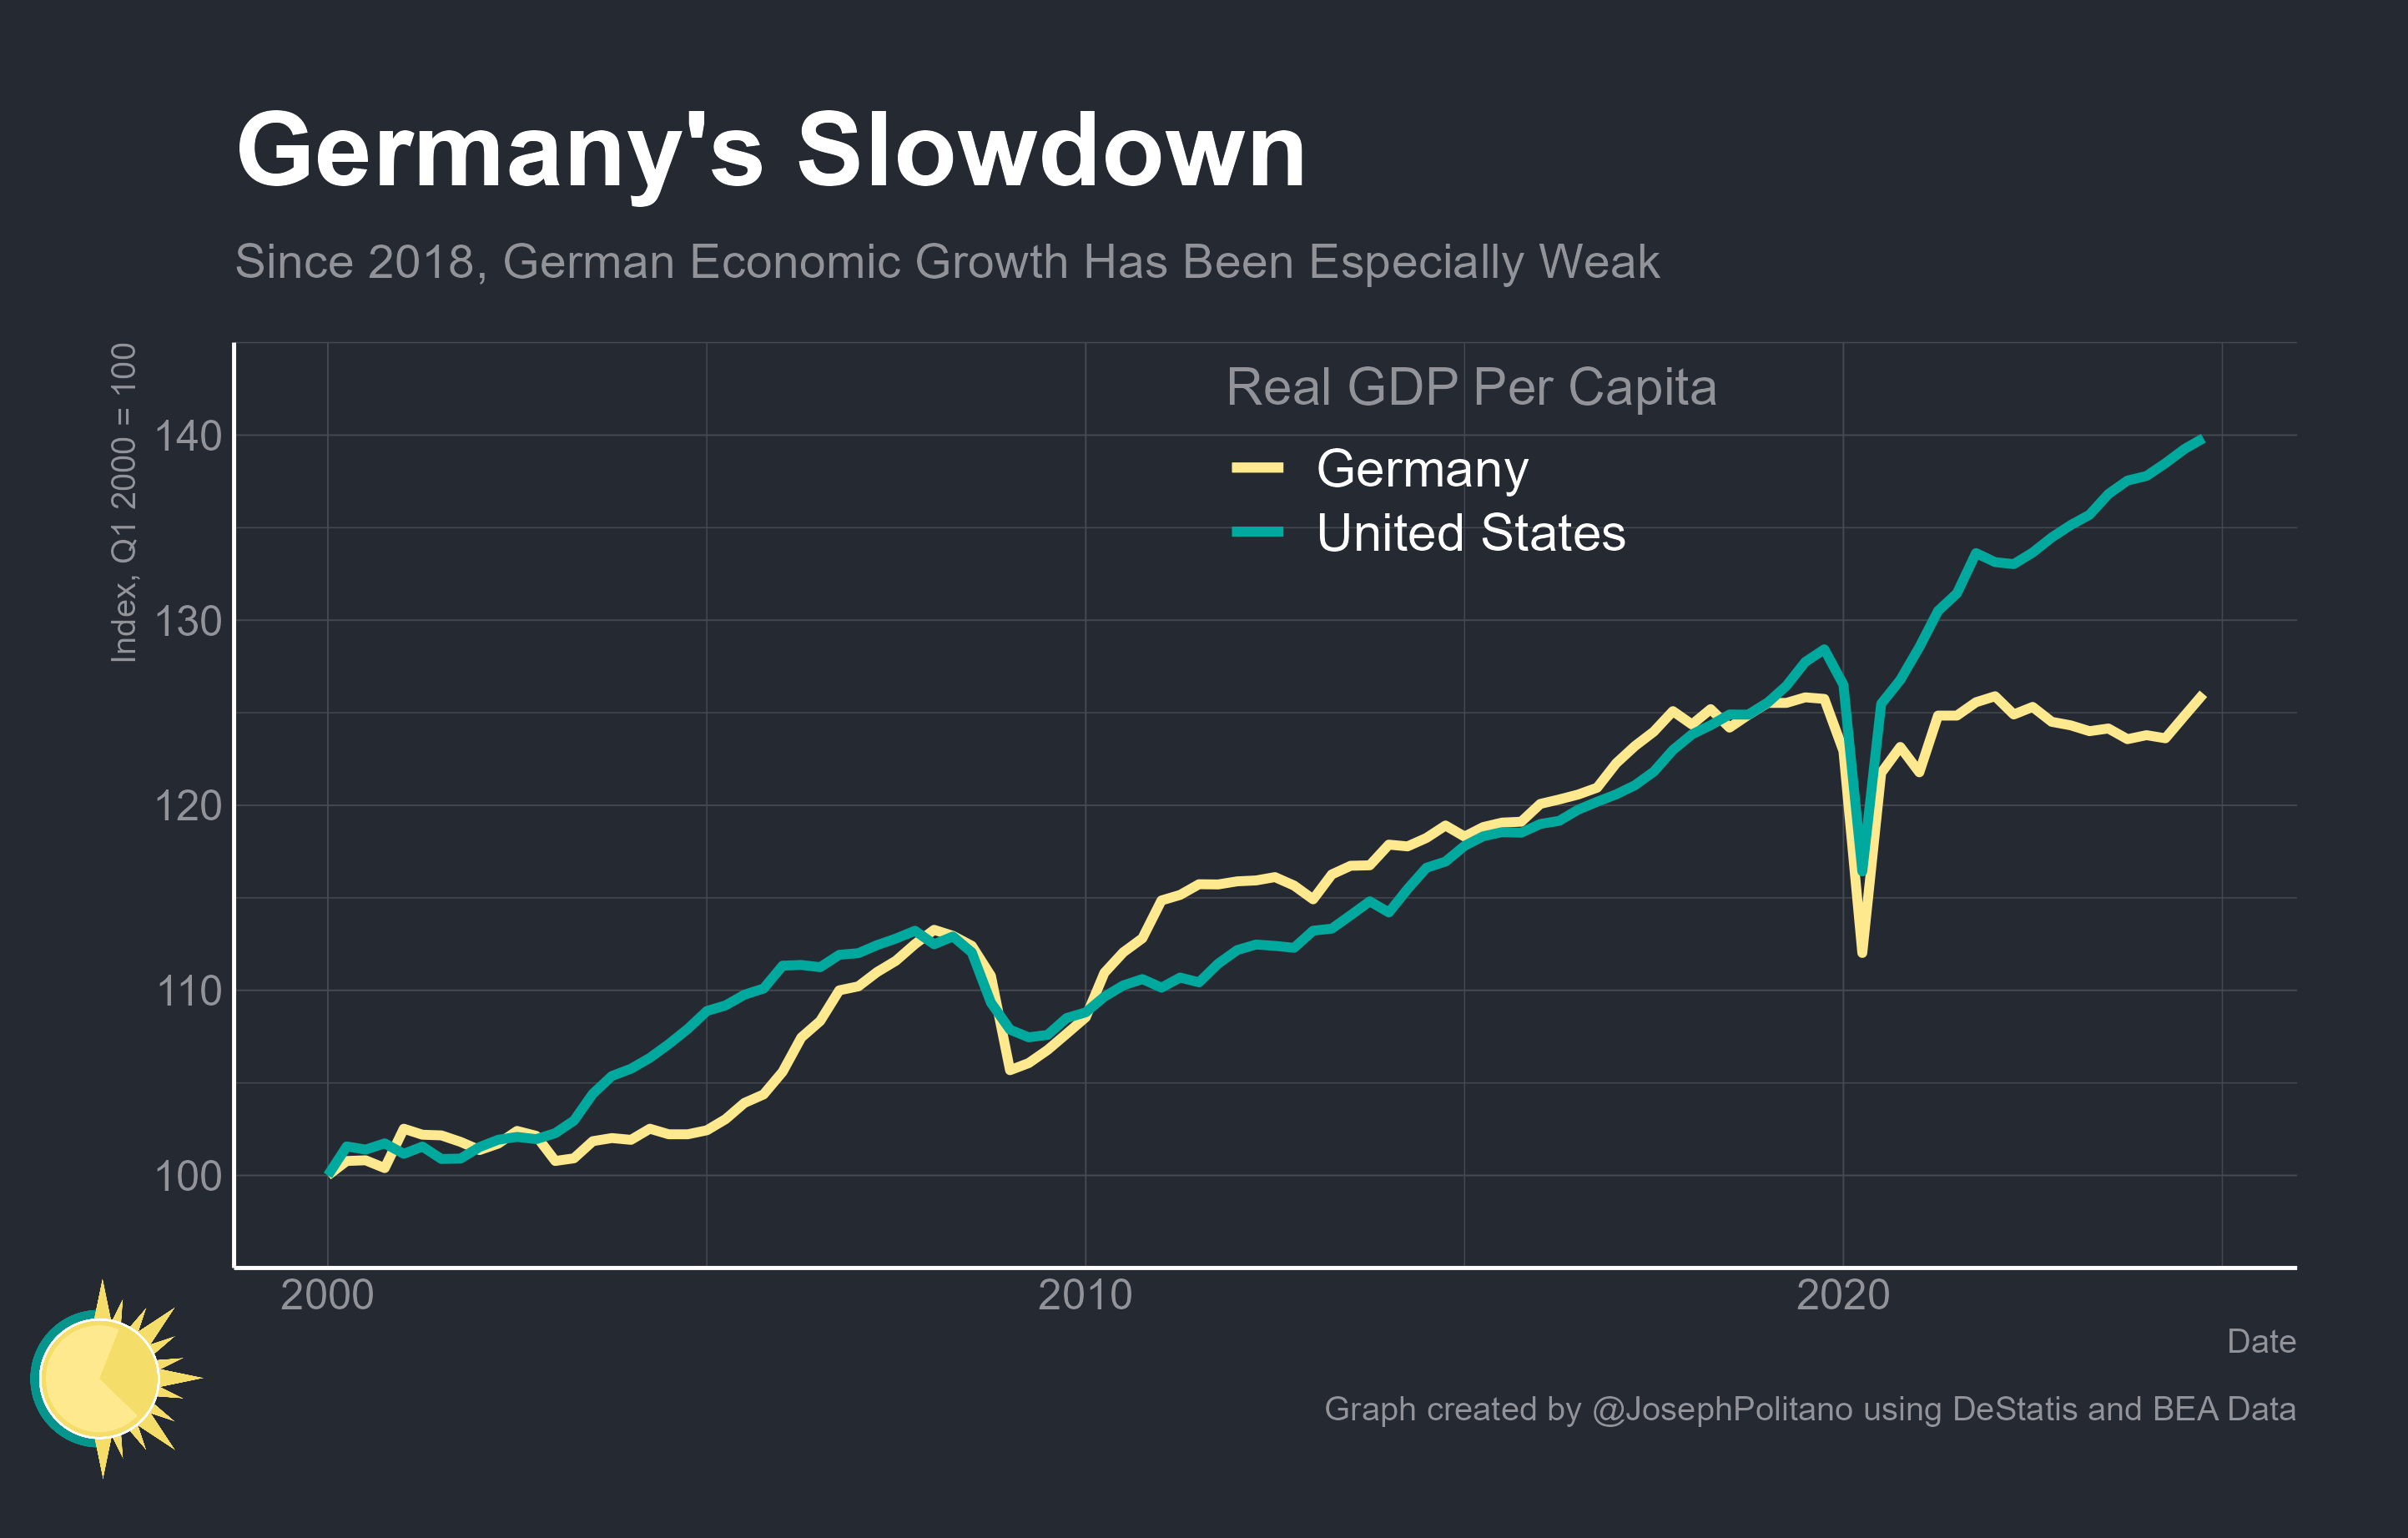 Germany's Slowdown
Since 2018, German Economic Growth Has Been Especially Weak
Index, Q1 2000 = 100
Real GDP Per Capita
Germany
United States
140
130
120
110
100
2000
2010
2020
Date
Graph created by @JosephPolitano using DeStatis and BEA Data